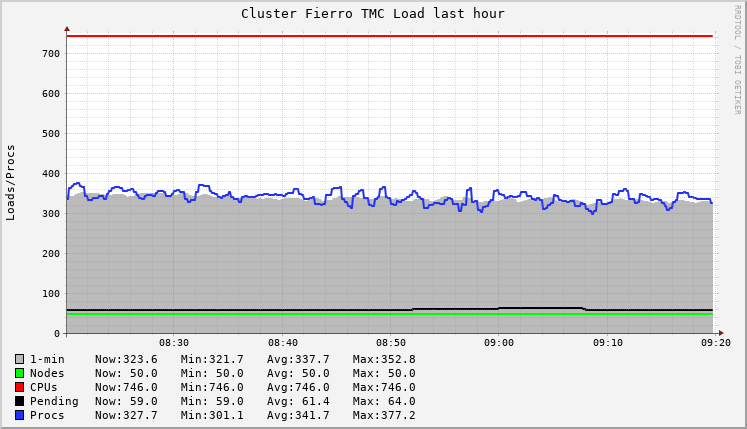 Cluster Fierro TMC Load last hour
RRDTOOL / TOBI OETIKER
Loads/Procs
700
600
500
400
300
200
100
0
08:30 08:40 08:50 09:00 09:10 09:20
1-min Now:323.6 Min:321.7 Avg:337.7 Max:352.8
Nodes Now: 50.0 Min: 50.0 Avg: 50.0 Max: 50.0
CPUs Now:746.0 Min:746.0 Avg:746.0 Max:746.0
Pending Now: 59.0 Min: 59.0 Avg: 61.4 Max: 64.0
Procs Now:327.7 Min:301.1 Avg:341.7 Max:377.2